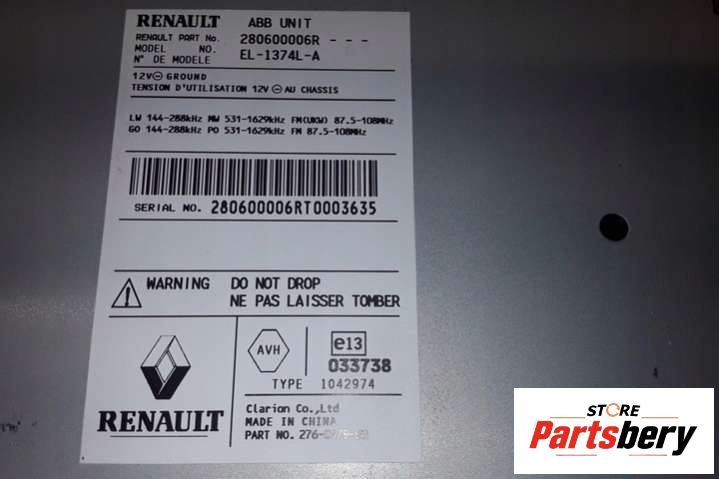 RENAULT ABB UNIT
RENAULT PART No. 280600006R - - -
MODEL NO. EL-1374L-A
N° DE MODELE
12V⊖ GROUND
TENSION D'UTILISATION 12V ⊖ AU CHASSIS
LW 144-288kHz MW 531-1629kHz FM(UKW) 87.5-108MHz
GO 144-288kHz PO 531-1629kHz FM 87.5-108MHz
SERIAL NO. 280600006RT0003635
WARNING DO NOT DROP
NE PAS LAISSER TOMBER
RENAULT
AVH
e13
033738
TYPE 1042974
Clarion Co.,Ltd
MADE IN CHINA
PART NO.
STORE
Partsbery